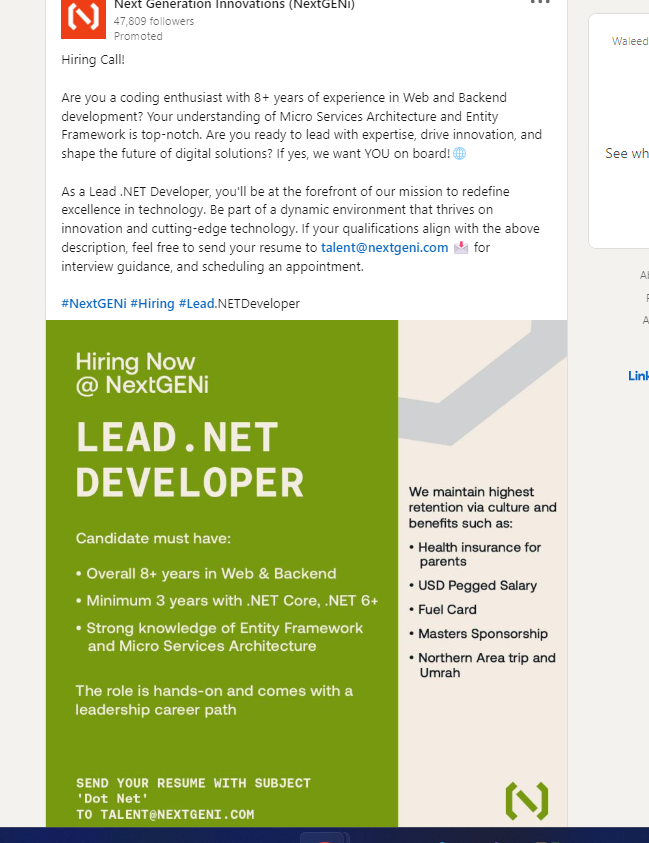 Next Generation Innovations (NextGENi)
47,809 followers
Promoted
Hiring Call!
Are you a coding enthusiast with 8+ years of experience in Web and Backend
development? Your understanding of Micro Services Architecture and Entity
Framework is top-notch. Are you ready to lead with expertise, drive innovation, and
shape the future of digital solutions? If yes, we want YOU on board! 🌐
As a Lead .NET Developer, you'll be at the forefront of our mission to redefine
excellence in technology. Be part of a dynamic environment that thrives on
innovation and cutting-edge technology. If your qualifications align with the above
description, feel free to send your resume to talent@nextgeni.com 📩 for
interview guidance, and scheduling an appointment.
#NextGENi #Hiring #Lead.NETDeveloper
Hiring Now
@ NextGENi
LEAD.NET
DEVELOPER
Candidate must have:
• Overall 8+ years in Web & Backend
• Minimum 3 years with .NET Core, .NET 6+
• Strong knowledge of Entity Framework
and Micro Services Architecture
The role is hands-on and comes with a
leadership career path
SEND YOUR RESUME WITH SUBJECT
'Dot Net'
TO TALENT@NEXTGENI.COM
We maintain highest
retention via culture and
benefits such as:
• Health insurance for
parents
• USD Pegged Salary
• Fuel Card
• Masters Sponsorship
• Northern Area trip and
Umrah
Waleed
See wh
Link